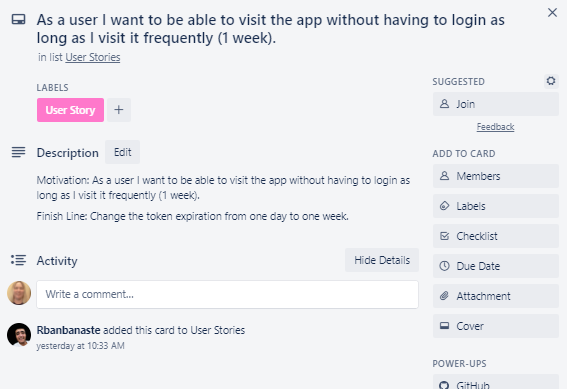 As a user I want to be able to visit the app without having to login as
long as I visit it frequently (1 week).
in list User Stories
LABELS
User Story
+
Description
Edit
Motivation: As a user I want to be able to visit the app without having to login as
long as I visit it frequently (1 week).
Finish Line: Change the token expiration from one day to one week.
Activity
Hide Details
Write a comment...
Rbanbanaste added this card to User Stories
yesterday at 10:33 AM
SUGGESTED
Join
Feedback
ADD TO CARD
Members
Labels
Checklist
Due Date
Attachment
Cover
POWER-UPS
GitHub